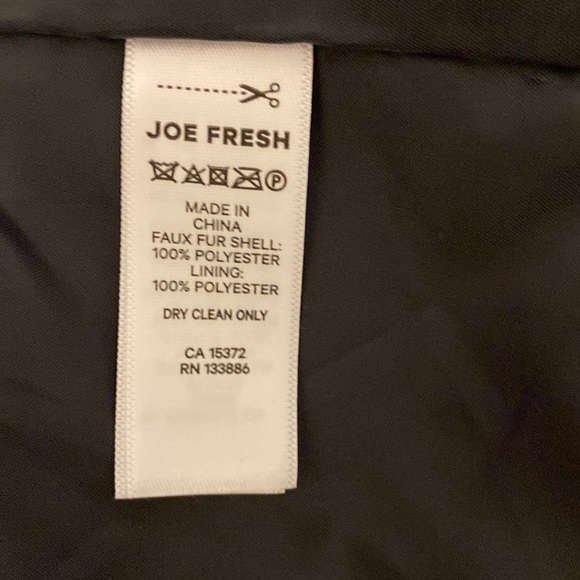 JOE FRESH
P
MADE IN
CHINA
FAUX FUR SHELL:
100% POLYESTER
LINING:
100% POLYESTER
DRY CLEAN ONLY
CA 15372
RN 133886